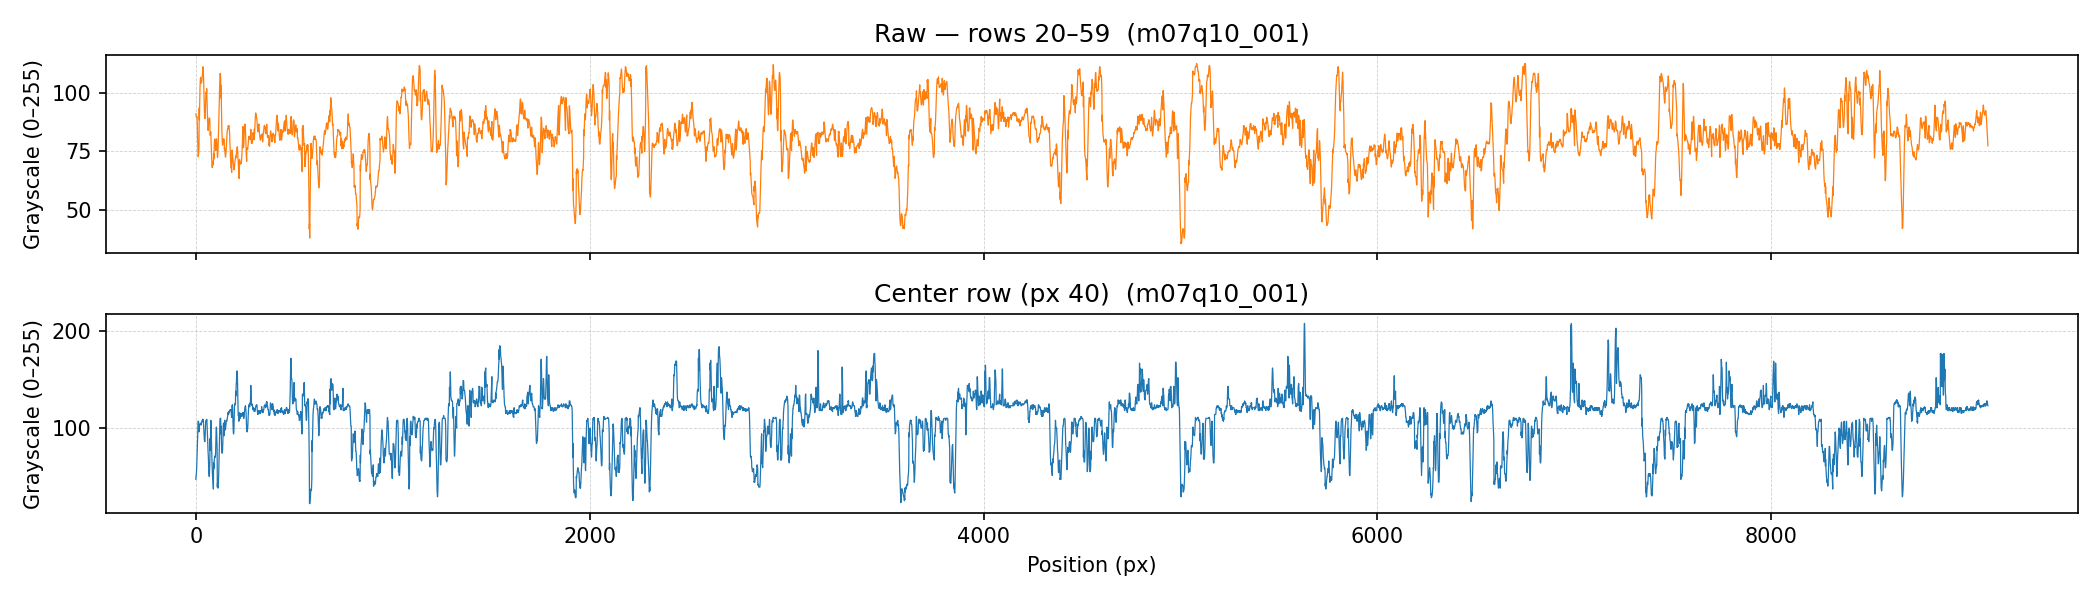 Raw — rows 20–59  (m07q10_001)
Grayscale (0–255)
100
75
50
Center row (px 40)  (m07q10_001)
Grayscale (0–255)
200
100
0 2000 4000 6000 8000
Position (px)